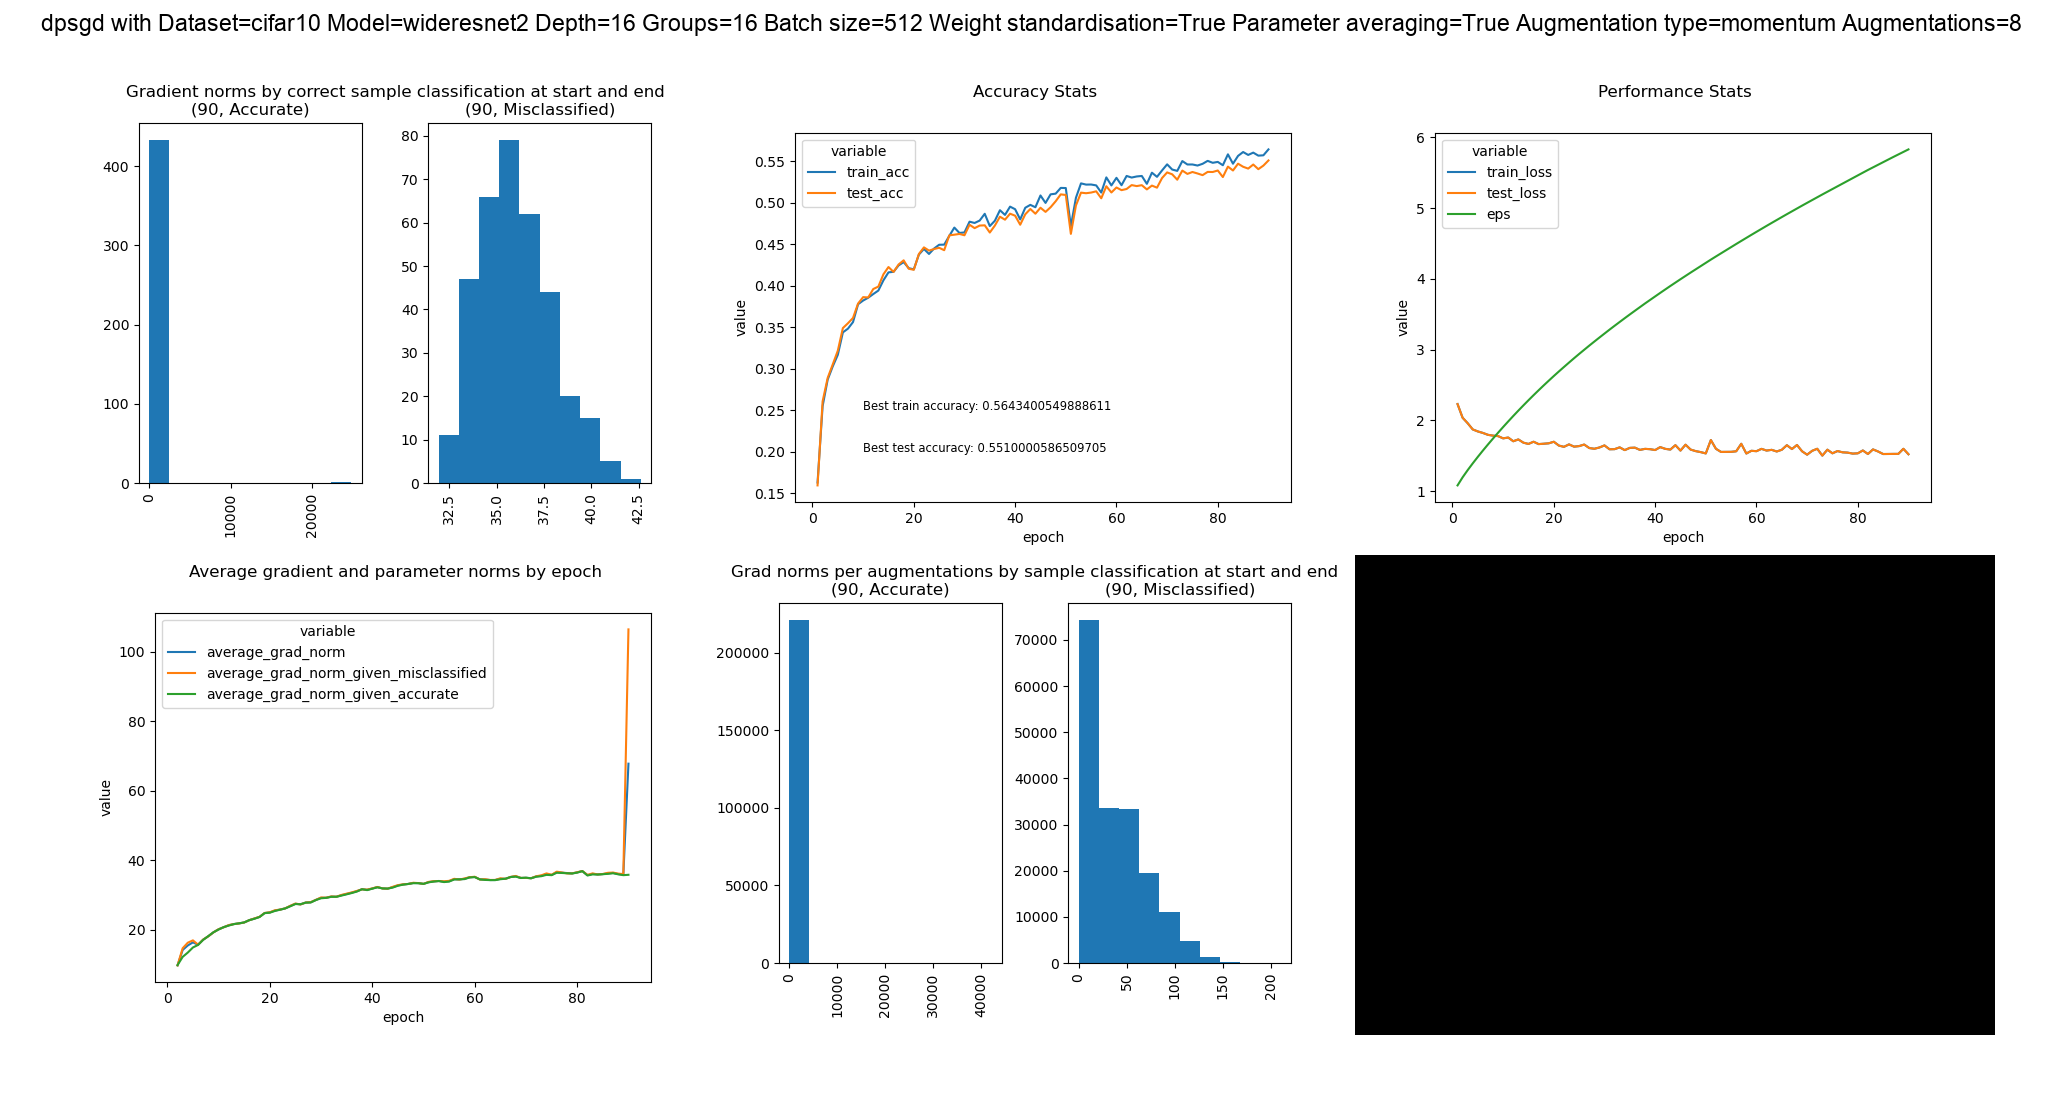 dpsgd with Dataset=cifar10 Model=wideresnet2 Depth=16 Groups=16 Batch size=512 Weight standardisation=True Parameter averaging=True Augmentation type=momentum Augmentations=8
Gradient norms by correct sample classification at start and end
(90, Accurate)
(90, Misclassified)
400
300
200
100
0
0
10000
20000
80
70
60
50
40
30
20
10
0
32.5
35.0
37.5
40.0
42.5
Accuracy Stats
variable
train_acc
test_acc
value
0.55
0.50
0.45
0.40
0.35
0.30
0.25
0.20
0.15
Best train accuracy: 0.5643400549888611
Best test accuracy: 0.5510000586509705
0
20
40
60
80
epoch
Performance Stats
variable
train_loss
test_loss
eps
value
6
5
4
3
2
1
0
20
40
60
80
epoch
Average gradient and parameter norms by epoch
variable
average_grad_norm
average_grad_norm_given_misclassified
average_grad_norm_given_accurate
value
100
80
60
40
20
0
20
40
60
80
epoch
Grad norms per augmentations by sample classification at start and end
(90, Accurate)
(90, Misclassified)
200000
150000
100000
50000
0
0
10000
20000
30000
40000
70000
60000
50000
40000
30000
20000
10000
0
0
50
100
150
200